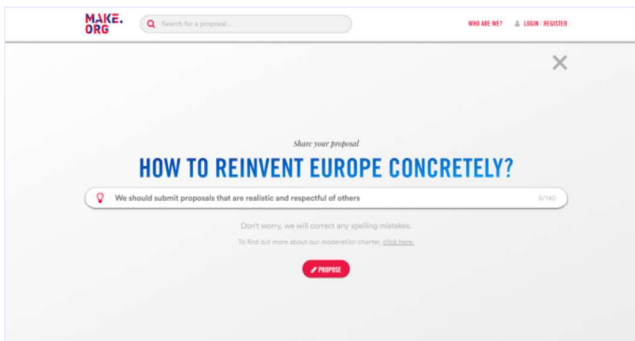 MAKE.
ORG
Search for a proposal...
WHO ARE WE?
LOGIN / REGISTER
Share your proposal
HOW TO REINVENT EUROPE CONCRETELY?
We should submit proposals that are realistic and respectful of others
0/140
Don't worry, we will correct any spelling mistakes.
To find out more about our moderation charter, click here.
PROPOSE